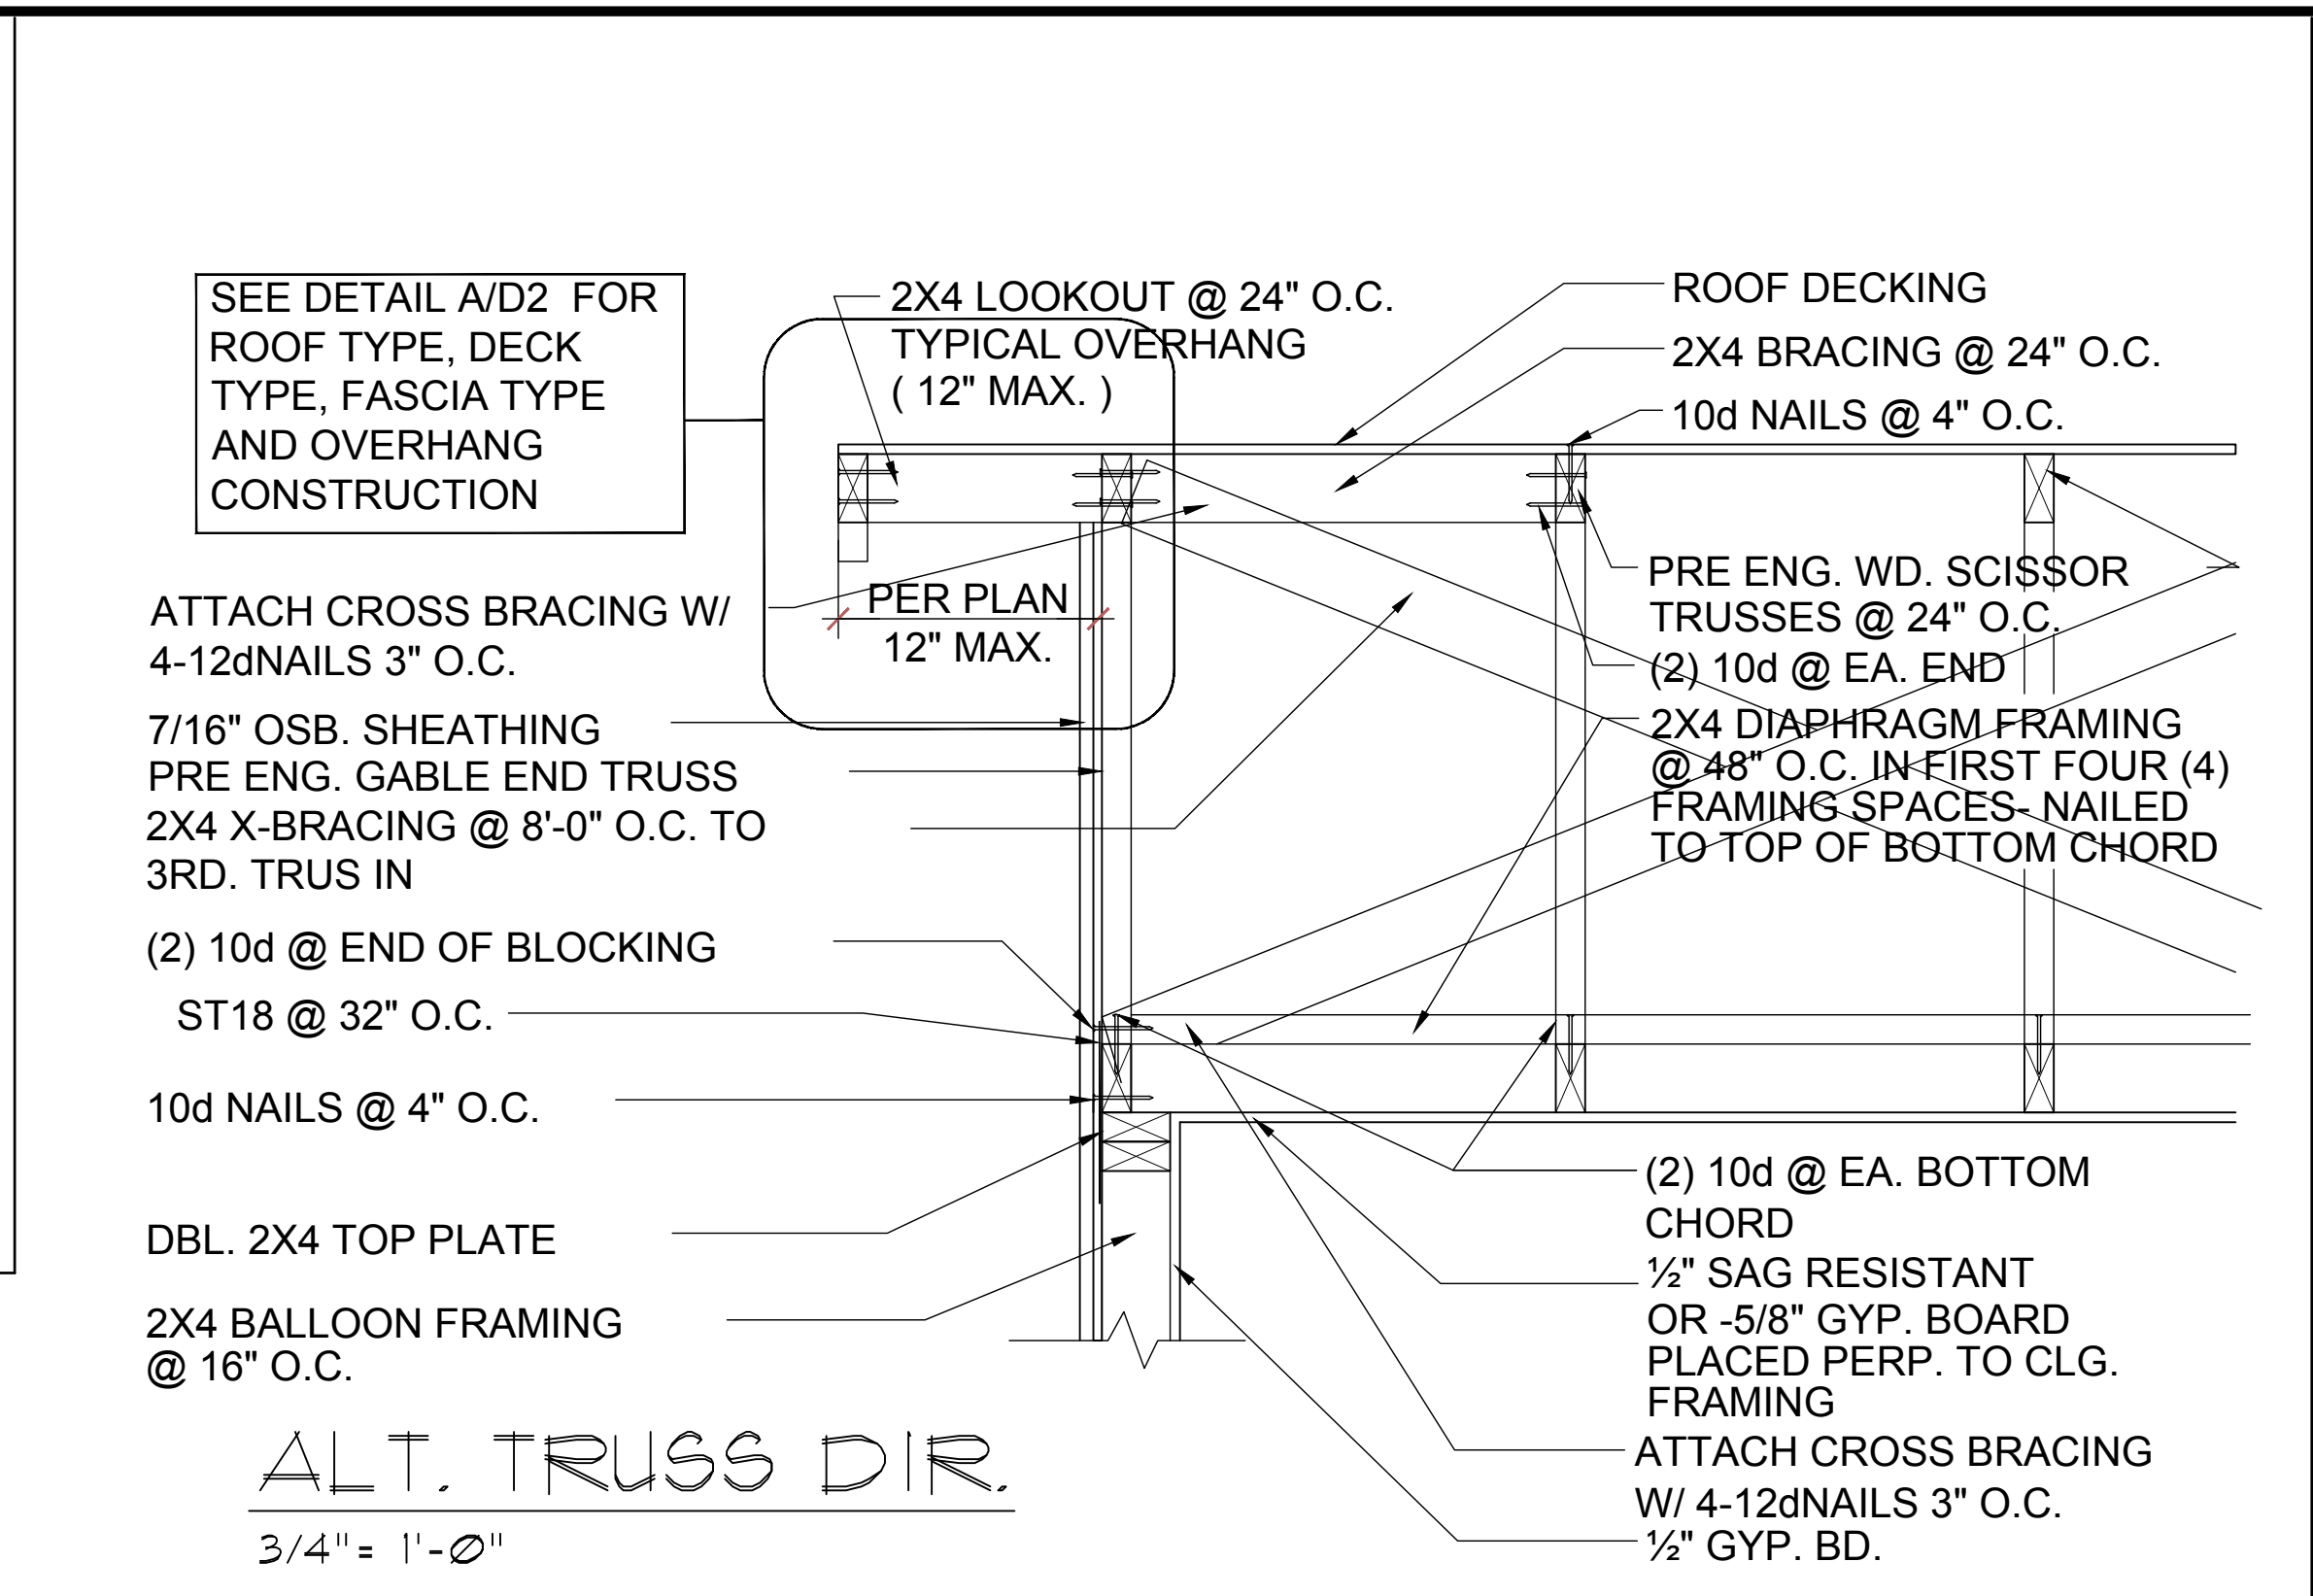 SEE DETAIL A/D2 FOR
ROOF TYPE, DECK
TYPE, FASCIA TYPE
AND OVERHANG
CONSTRUCTION
2X4 LOOKOUT @ 24" O.C.
TYPICAL OVERHANG
( 12" MAX. )
ROOF DECKING
2X4 BRACING @ 24" O.C.
10d NAILS @ 4" O.C.
ATTACH CROSS BRACING W/
4-12dNAILS 3" O.C.
PER PLAN
12" MAX.
PRE ENG. WD. SCISSOR
TRUSSES @ 24" O.C.
(2) 10d @ EA. END
7/16" OSB. SHEATHING
PRE ENG. GABLE END TRUSS
2X4 X-BRACING @ 8'-0" O.C. TO
3RD. TRUS IN
2X4 DIAPHRAGM FRAMING
@ 48" O.C. IN FIRST FOUR (4)
FRAMING SPACES- NAILED
TO TOP OF BOTTOM CHORD
(2) 10d @ END OF BLOCKING
ST18 @ 32" O.C.
10d NAILS @ 4" O.C.
DBL. 2X4 TOP PLATE
2X4 BALLOON FRAMING
@ 16" O.C.
(2) 10d @ EA. BOTTOM
CHORD
½" SAG RESISTANT
OR -5/8" GYP. BOARD
PLACED PERP. TO CLG.
FRAMING
ATTACH CROSS BRACING
W/ 4-12dNAILS 3" O.C.
½" GYP. BD.
ALT. TRUSS DIR.
3/4"= 1'-0"